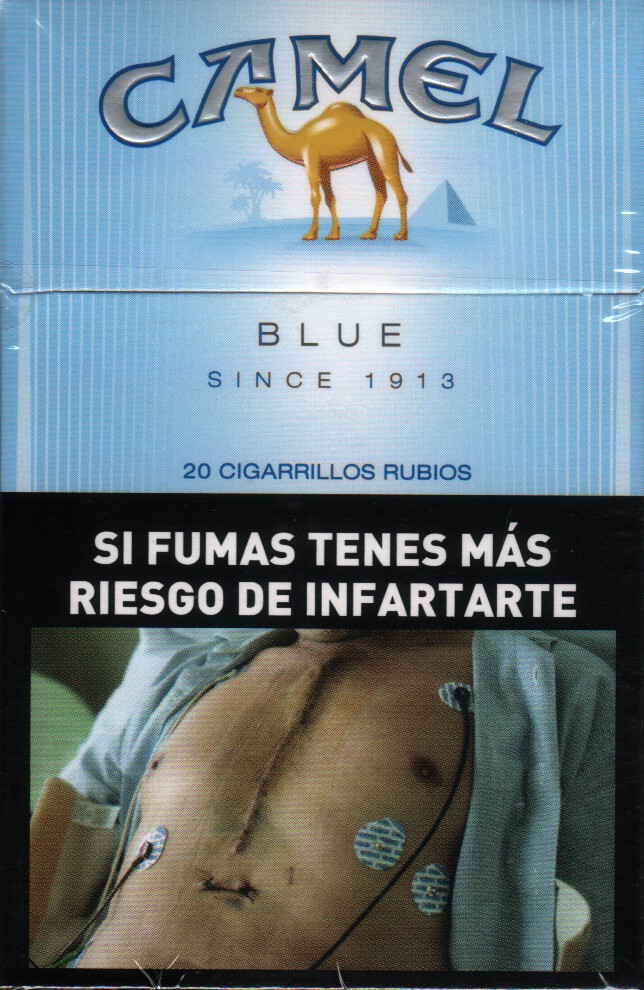 CAMEL
BLUE
SINCE 1913
20 CIGARRILLOS RUBIOS
SI FUMAS TENES MÁS
RIESGO DE INFARTARTE